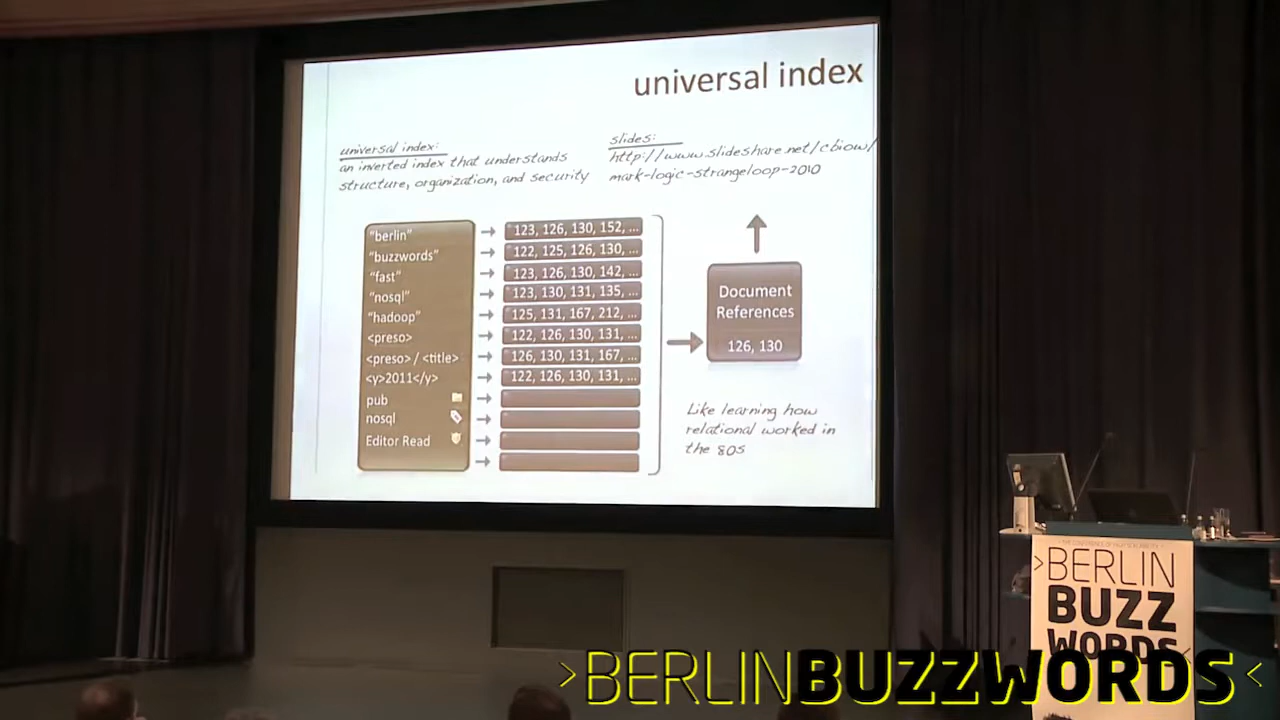 universal index
universal index:
an inverted index that understands
structure, organization, and security
slides:
http://www.slideshare.net/cbiow/
mark-logic-strangeloop-2010
"berlin"
"buzzwords"
"fast"
"nosql"
"hadoop"
<preso>
<preso> / <title>
<y>2011</y>
pub
nosql
Editor Read
123, 126, 130, 152, ...
122, 125, 126, 130, ...
123, 126, 130, 142, ...
123, 130, 131, 135, ...
125, 131, 167, 212, ...
122, 126, 130, 131, ...
126, 130, 131, 167, ...
122, 126, 130, 131, ...
Document
References
126, 130
Like learning how
relational worked in
the 80s
>BERLIN
BUZZ
WORDS<
>BERLINBUZZWORDS<